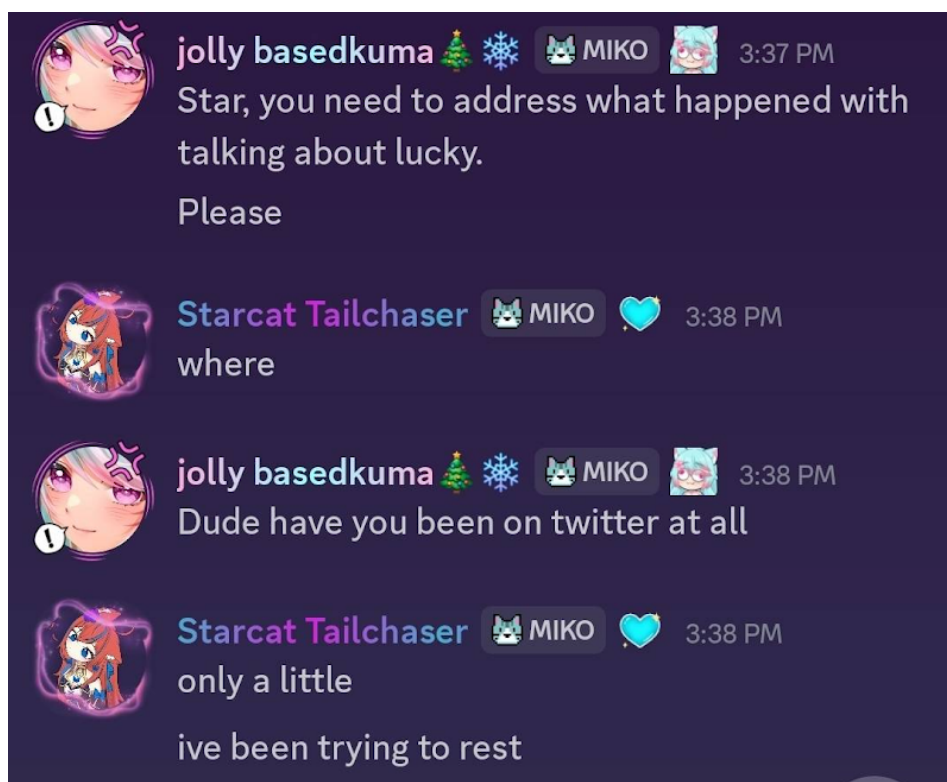 jolly basedkuma🎄❄️ MIKO 3:37 PM
Star, you need to address what happened with
talking about lucky.
Please
Starcat Tailchaser MIKO 3:38 PM
where
jolly basedkuma🎄❄️ MIKO 3:38 PM
Dude have you been on twitter at all
Starcat Tailchaser MIKO 3:38 PM
only a little
ive been trying to rest